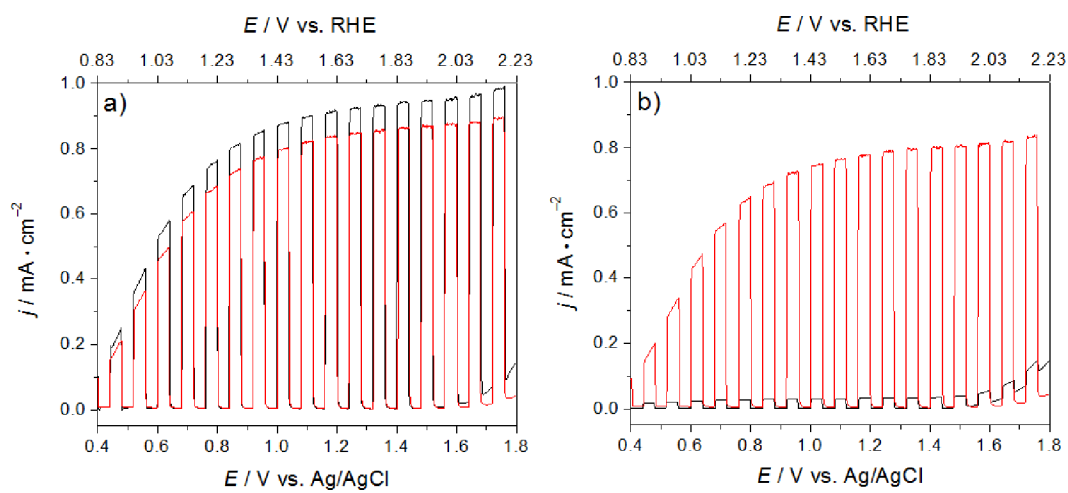 E / V vs. RHE
0.83 1.03 1.23 1.43 1.63 1.83 2.03 2.23
a)
1.0
0.8
0.6
0.4
0.2
0.0
j / mA · cm⁻²
0.4 0.6 0.8 1.0 1.2 1.4 1.6 1.8
E / V vs. Ag/AgCl
E / V vs. RHE
0.83 1.03 1.23 1.43 1.63 1.83 2.03 2.23
b)
1.0
0.8
0.6
0.4
0.2
0.0
j / mA · cm⁻²
0.4 0.6 0.8 1.0 1.2 1.4 1.6 1.8
E / V vs. Ag/AgCl